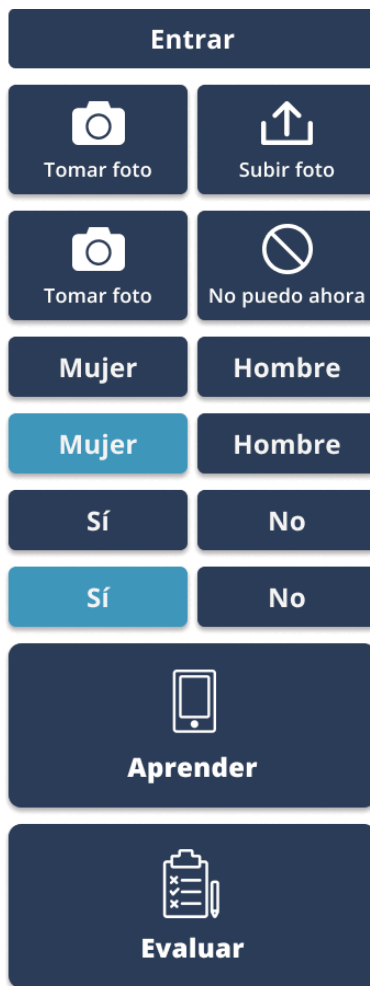 Entrar
Tomar foto Subir foto
Tomar foto No puedo ahora
Mujer Hombre
Mujer Hombre
Sí No
Sí No
Aprender
Evaluar